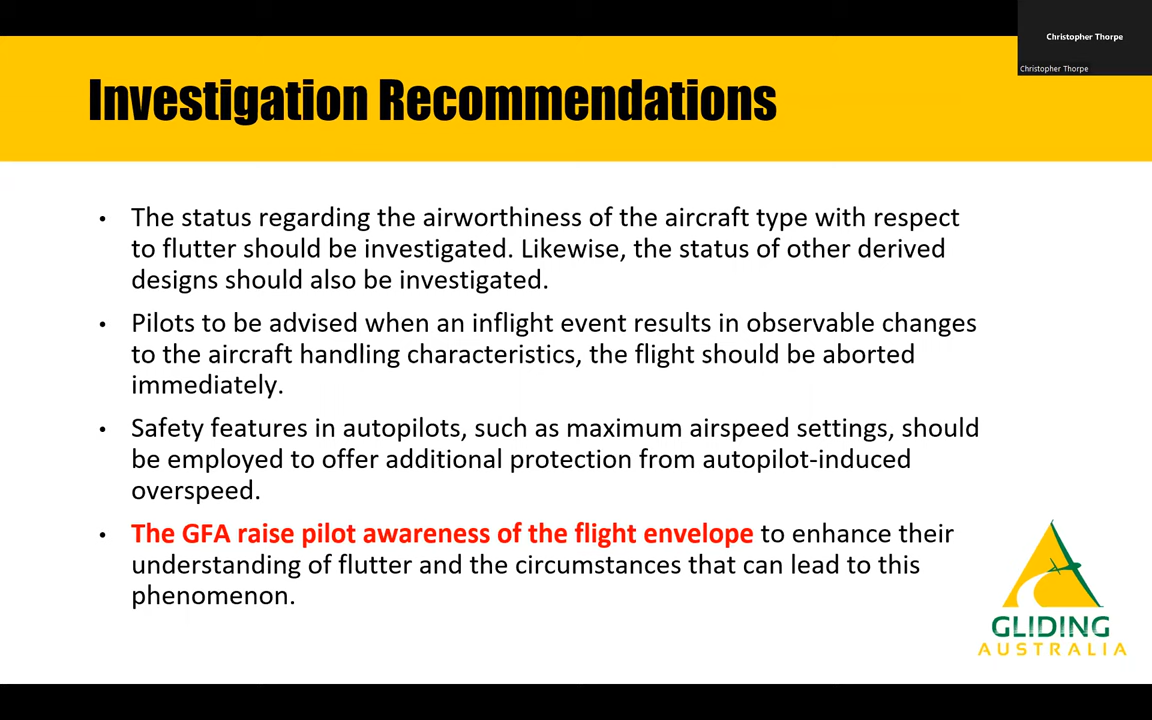 Christopher Thorpe
Christopher Thorpe
Investigation Recommendations
• The status regarding the airworthiness of the aircraft type with respect
to flutter should be investigated. Likewise, the status of other derived
designs should also be investigated.
• Pilots to be advised when an inflight event results in observable changes
to the aircraft handling characteristics, the flight should be aborted
immediately.
• Safety features in autopilots, such as maximum airspeed settings, should
be employed to offer additional protection from autopilot-induced
overspeed.
• The GFA raise pilot awareness of the flight envelope to enhance their
understanding of flutter and the circumstances that can lead to this
phenomenon.
GLIDING
AUSTRALIA